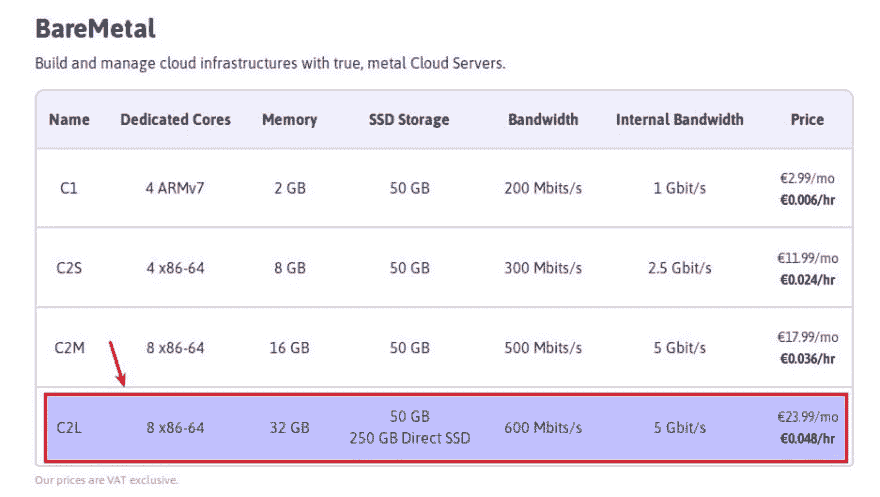 BareMetal
Build and manage cloud infrastructures with true, metal Cloud Servers.
Name Dedicated Cores Memory SSD Storage Bandwidth Internal Bandwidth Price
C1 4 ARMv7 2 GB 50 GB 200 Mbits/s 1 Gbit/s €2.99/mo
€0.006/hr
C2S 4 x86-64 8 GB 50 GB 300 Mbits/s 2.5 Gbit/s €11.99/mo
€0.024/hr
C2M 8 x86-64 16 GB 50 GB 500 Mbits/s 5 Gbit/s €17.99/mo
€0.036/hr
C2L 8 x86-64 32 GB 50 GB 600 Mbits/s 5 Gbit/s €23.99/mo
250 GB Direct SSD €0.048/hr
Our prices are VAT exclusive.